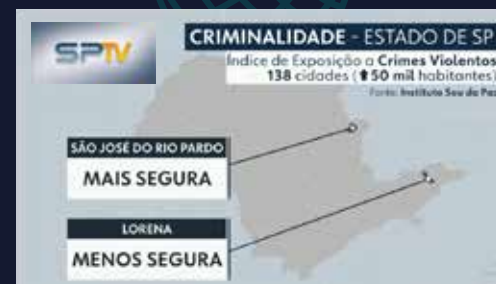 SPTV
CRIMINALIDADE - ESTADO DE SP
Índice de Exposição a Crimes Violentos
138 cidades (⬆50 mil habitantes)
Fonte: Instituto Sou da Paz
SÃO JOSÉ DO RIO PARDO
MAIS SEGURA
LORENA
MENOS SEGURA